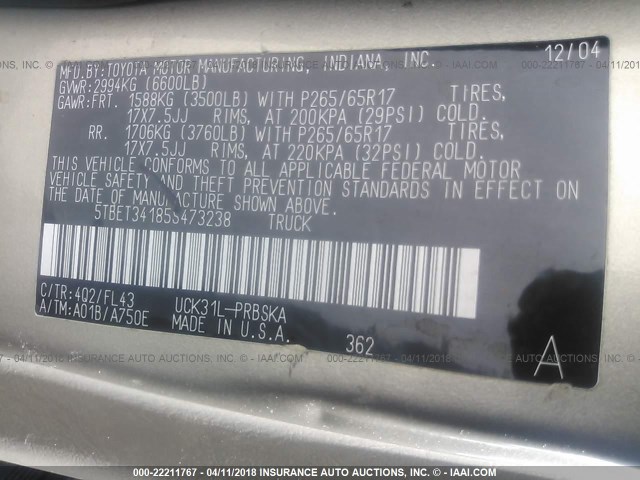 MFD.BY:TOYOTA MOTOR MANUFACTURING, INDIANA, INC. 12/04
GVWR:2994KG (6600LB)
GAWR:FRT. 1588KG (3500LB) WITH P265/65R17 TIRES,
17X7.5JJ RIMS, AT 200KPA (29PSI) COLD.
RR. 1706KG (3760LB) WITH P265/65R17 TIRES,
17X7.5JJ RIMS, AT 220KPA (32PSI) COLD.
THIS VEHICLE CONFORMS TO ALL APPLICABLE FEDERAL MOTOR
VEHICLE SAFETY AND THEFT PREVENTION STANDARDS IN EFFECT ON
THE DATE OF MANUFACTURE SHOWN ABOVE.
5TBET34185S473238 TRUCK
C/TR:4Q2/FL43 UCK31L-PRBSKA
A/TM:A01B/A750E MADE IN U.S.A.
362
A
000-22211767 - 04/11/2018 - INSURANCE AUTO AUCTIONS - IAAI.COM